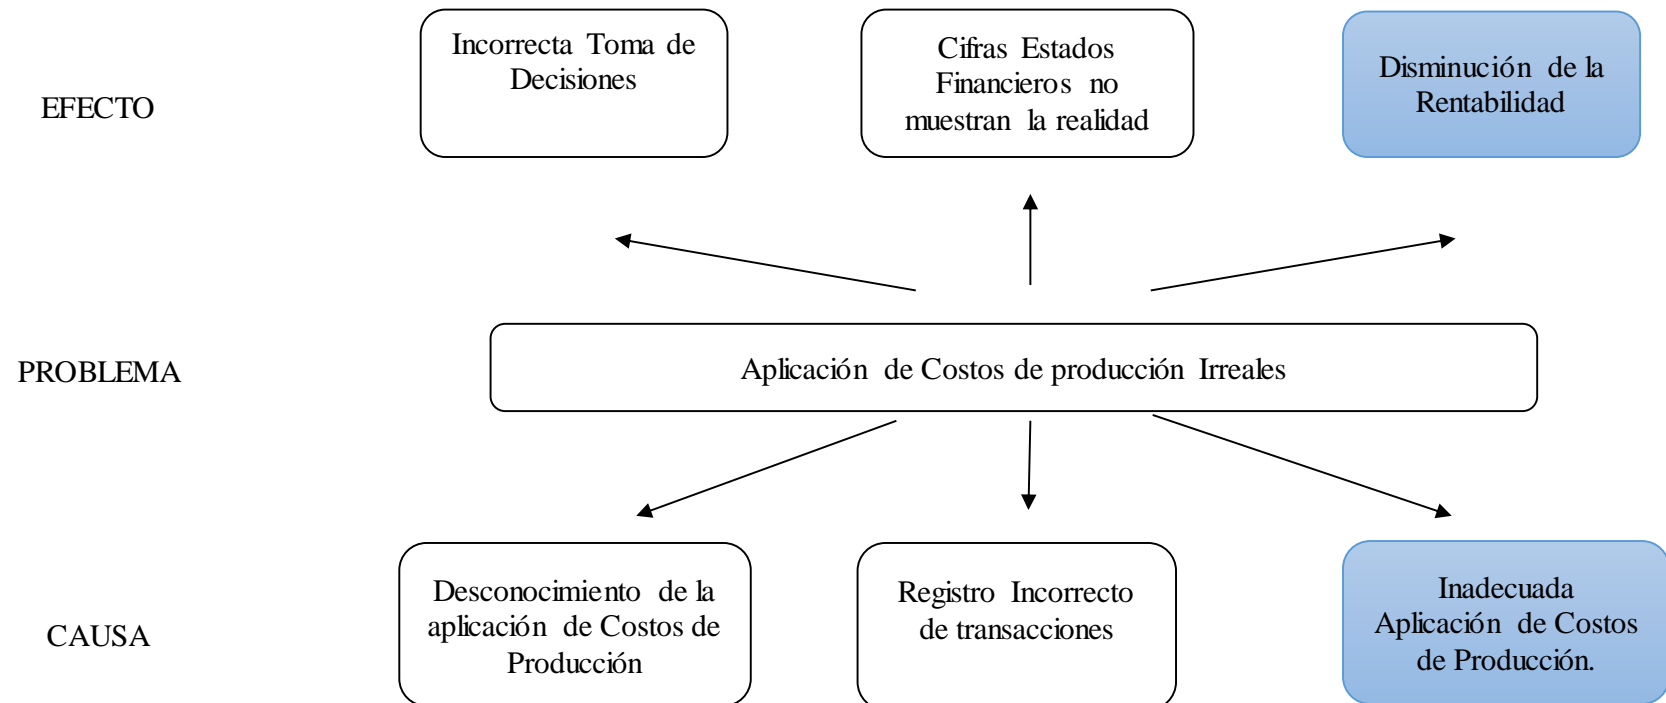 EFECTO
Incorrecta Toma de
Decisiones
Cifras Estados
Financieros no
muestran la realidad
Disminución de la
Rentabilidad
PROBLEMA
Aplicación de Costos de producción Irreales
CAUSA
Desconocimiento de la
aplicación de Costos de
Producción
Registro Incorrecto
de transacciones
Inadecuada
Aplicación de Costos
de Producción.